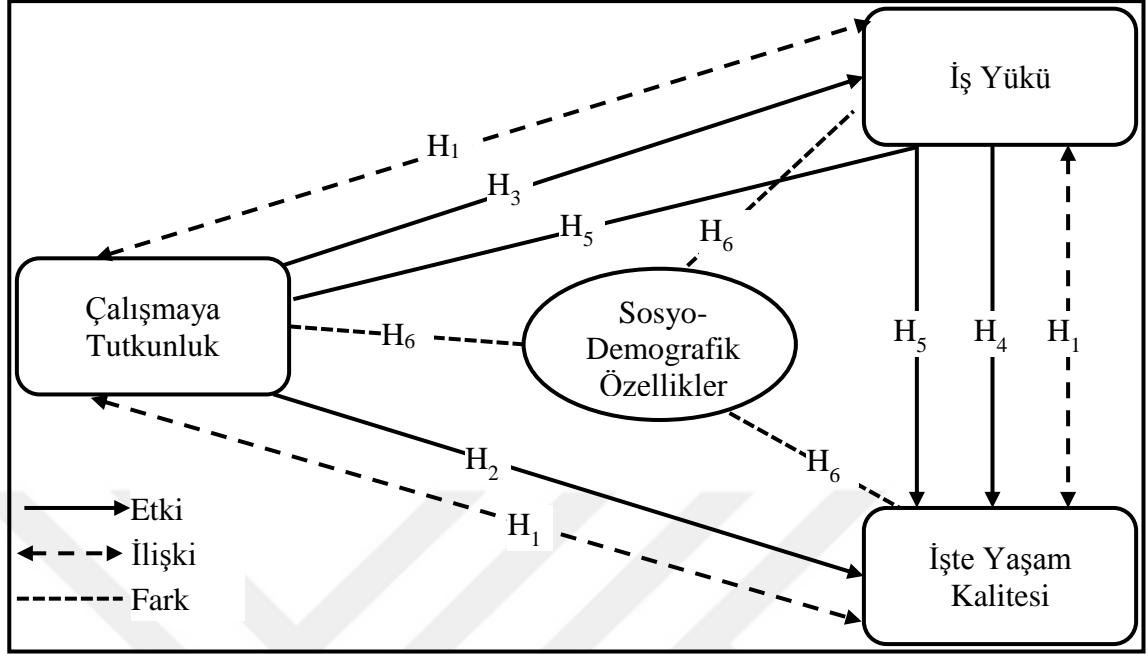 İş Yükü
H₁
H₃
H₅
H₆
Çalışmaya
Tutkunluk
H₆
Sosyo-
Demografik
Özellikler
H₅
H₄
H₁
H₂
H₆
H₁
Etki
İlişki
Fark
İşte Yaşam
Kalitesi